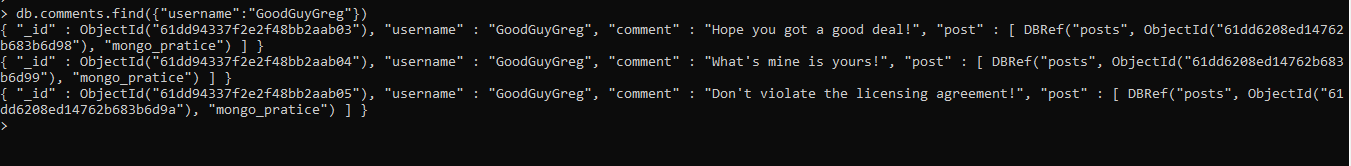 > db.comments.find({"username":"GoodGuyGreg"})
{ "_id" : ObjectId("61dd94337f2e2f48bb2aab03"), "username" : "GoodGuyGreg", "comment" : "Hope you got a good deal!", "post" : [ DBRef("posts", ObjectId("61dd6208ed14762
b683b6d98"), "mongo_pratice") ] }
{ "_id" : ObjectId("61dd94337f2e2f48bb2aab04"), "username" : "GoodGuyGreg", "comment" : "What's mine is yours!", "post" : [ DBRef("posts", ObjectId("61dd6208ed14762b683
b6d99"), "mongo_pratice") ] }
{ "_id" : ObjectId("61dd94337f2e2f48bb2aab05"), "username" : "GoodGuyGreg", "comment" : "Don't violate the licensing agreement!", "post" : [ DBRef("posts", ObjectId("61
dd6208ed14762b683b6d9a"), "mongo_pratice") ] }
>